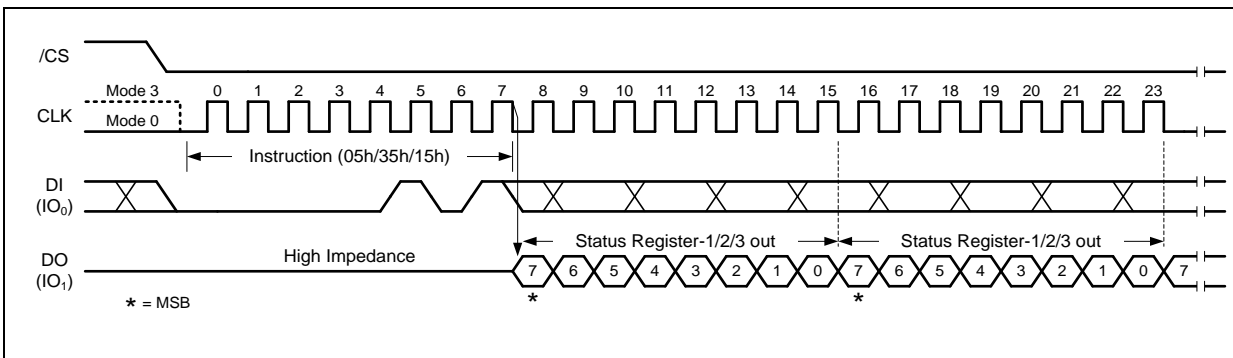 /CS
Mode 3
0 1 2 3 4 5 6 7 8 9 10 11 12 13 14 15 16 17 18 19 20 21 22 23
CLK
Mode 0
Instruction (05h/35h/15h)
DI
(IO0)
Status Register-1/2/3 out Status Register-1/2/3 out
DO
(IO1)
High Impedance
7 6 5 4 3 2 1 0 7 6 5 4 3 2 1 0 7
* *
* = MSB